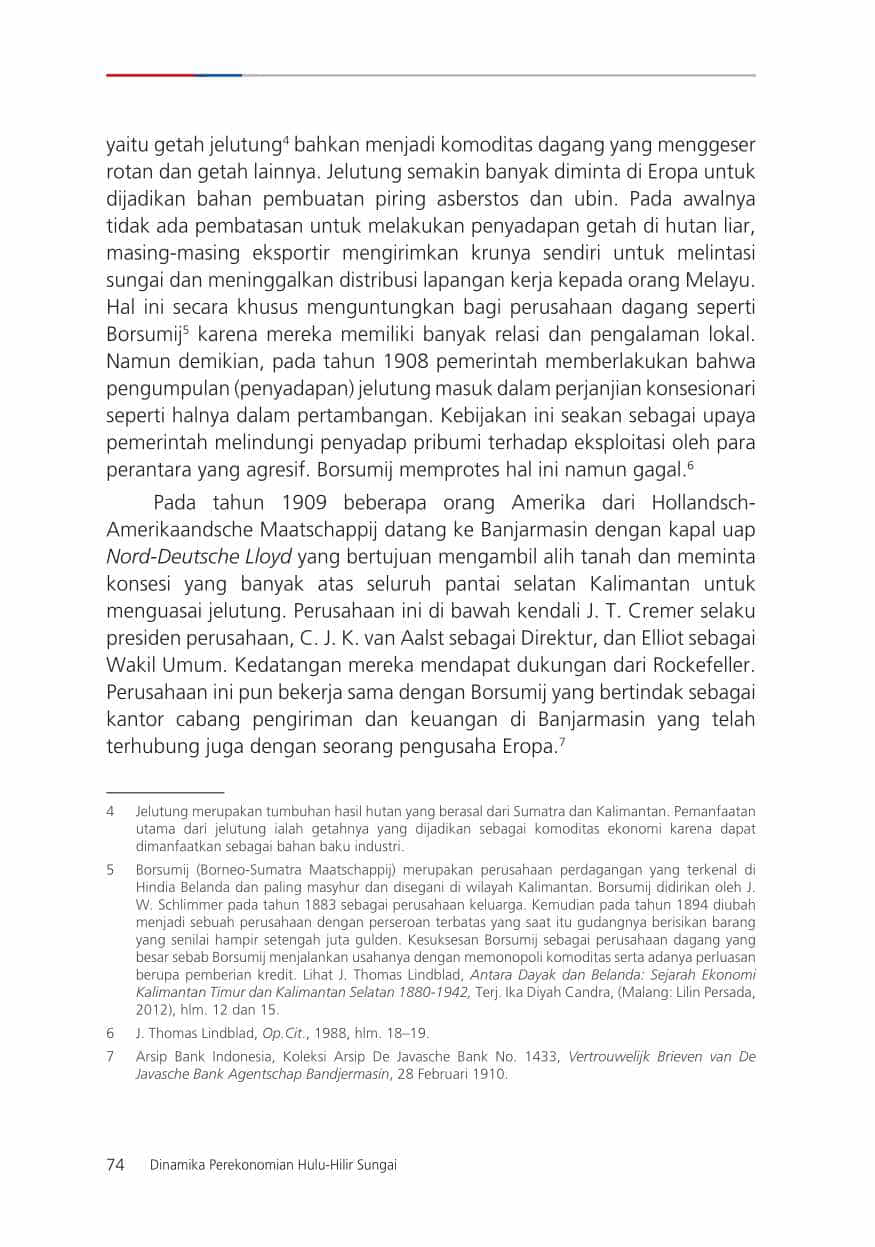 yaitu getah jelutung⁴ bahkan menjadi komoditas dagang yang menggeser
rotan dan getah lainnya. Jelutung semakin banyak diminta di Eropa untuk
dijadikan bahan pembuatan piring asberstos dan ubin. Pada awalnya
tidak ada pembatasan untuk melakukan penyadapan getah di hutan liar,
masing-masing eksportir mengirimkan krunya sendiri untuk melintasi
sungai dan meninggalkan distribusi lapangan kerja kepada orang Melayu.
Hal ini secara khusus menguntungkan bagi perusahaan dagang seperti
Borsumij⁵ karena mereka memiliki banyak relasi dan pengalaman lokal.
Namun demikian, pada tahun 1908 pemerintah memberlakukan bahwa
pengumpulan (penyadapan) jelutung masuk dalam perjanjian konsesionari
seperti halnya dalam pertambangan. Kebijakan ini seakan sebagai upaya
pemerintah melindungi penyadap pribumi terhadap eksploitasi oleh para
perantara yang agresif. Borsumij memprotes hal ini namun gagal.⁶
Pada tahun 1909 beberapa orang Amerika dari Hollandsch-
Amerikaandsche Maatschappij datang ke Banjarmasin dengan kapal uap
Nord-Deutsche Lloyd yang bertujuan mengambil alih tanah dan meminta
konsesi yang banyak atas seluruh pantai selatan Kalimantan untuk
menguasai jelutung. Perusahaan ini di bawah kendali J. T. Cremer selaku
presiden perusahaan, C. J. K. van Aalst sebagai Direktur, dan Elliot sebagai
Wakil Umum. Kedatangan mereka mendapat dukungan dari Rockefeller.
Perusahaan ini pun bekerja sama dengan Borsumij yang bertindak sebagai
kantor cabang pengiriman dan keuangan di Banjarmasin yang telah
terhubung juga dengan seorang pengusaha Eropa.⁷
4 Jelutung merupakan tumbuhan hasil hutan yang berasal dari Sumatra dan Kalimantan. Pemanfaatan
utama dari jelutung ialah getahnya yang dijadikan sebagai komoditas ekonomi karena dapat
dimanfaatkan sebagai bahan baku industri.
5 Borsumij (Borneo-Sumatra Maatschappij) merupakan perusahaan perdagangan yang terkenal di
Hindia Belanda dan paling masyhur dan disegani di wilayah Kalimantan. Borsumij didirikan oleh J.
W. Schlimmer pada tahun 1883 sebagai perusahaan keluarga. Kemudian pada tahun 1894 diubah
menjadi sebuah perusahaan dengan perseroan terbatas yang saat itu gudangnya berisikan barang
yang senilai hampir setengah juta gulden. Kesuksesan Borsumij sebagai perusahaan dagang yang
besar sebab Borsumij menjalankan usahanya dengan memonopoli komoditas serta adanya perluasan
berupa pemberian kredit. Lihat J. Thomas Lindblad, Antara Dayak dan Belanda: Sejarah Ekonomi
Kalimantan Timur dan Kalimantan Selatan 1880-1942, Terj. Ika Diyah Candra, (Malang: Lilin Persada,
2012), hlm. 12 dan 15.
6 J. Thomas Lindblad, Op.Cit., 1988, hlm. 18–19.
7 Arsip Bank Indonesia, Koleksi Arsip De Javasche Bank No. 1433, Vertrouwelijk Brieven van De
Javasche Bank Agentschap Bandjermasin, 28 Februari 1910.
74 Dinamika Perekonomian Hulu-Hilir Sungai